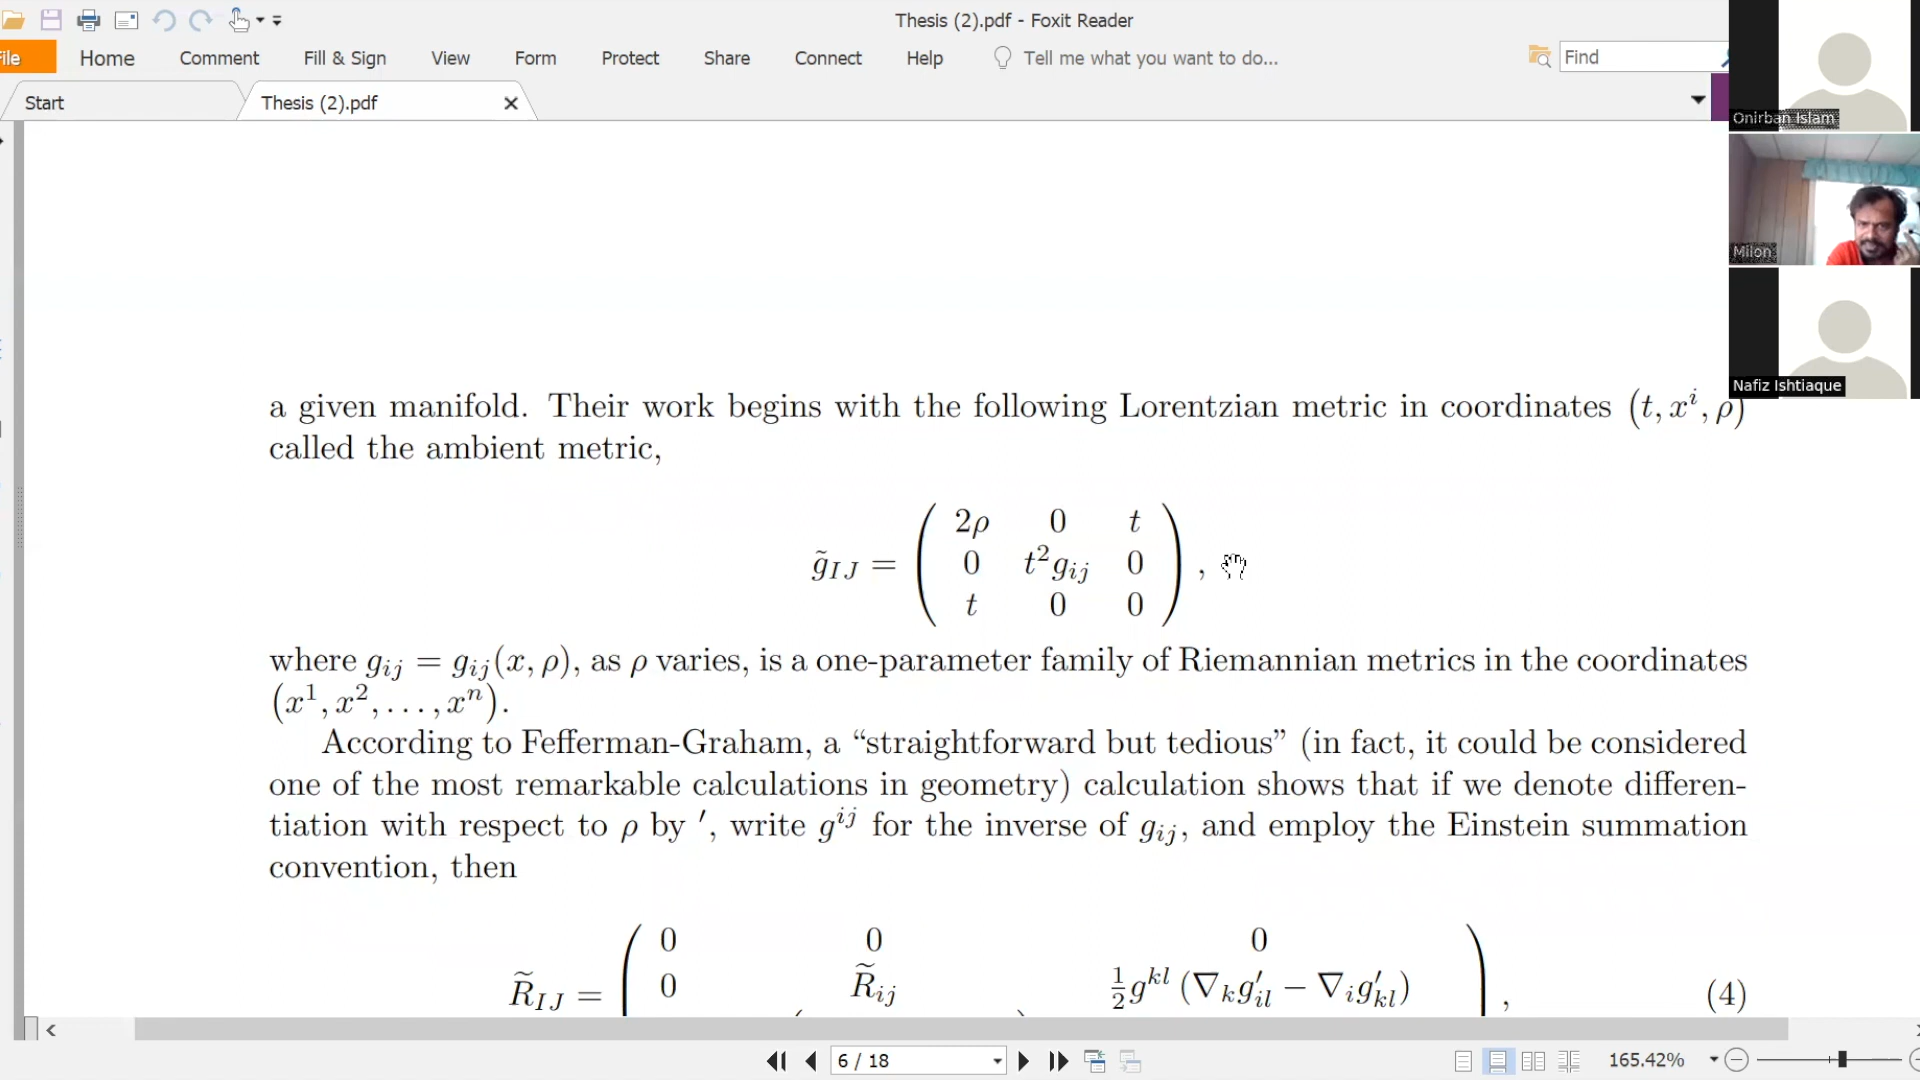 Thesis (2).pdf - Foxit Reader
File Home Comment Fill & Sign View Form Protect Share Connect Help Tell me what you want to do... Find
Start Thesis (2).pdf
Onirban Islam
Milon
Nafiz Ishtiaque
a given manifold. Their work begins with the following Lorentzian metric in coordinates (t, xⁱ, ρ)
called the ambient metric,
g̃_{IJ} = ( 2ρ 0 t
0 t²g_{ij} 0
t 0 0 ) ,
where g_{ij} = g_{ij}(x, ρ), as ρ varies, is a one-parameter family of Riemannian metrics in the coordinates
(x¹, x², . . . , xⁿ).
According to Fefferman-Graham, a “straightforward but tedious” (in fact, it could be considered
one of the most remarkable calculations in geometry) calculation shows that if we denote differen-
tiation with respect to ρ by ′, write g^{ij} for the inverse of g_{ij}, and employ the Einstein summation
convention, then
R̃_{IJ} = ( 0 0 0
0 R̃_{ij} ½g^{kl} (∇_k g′_{il} − ∇_i g′_{kl}) ) , (4)
6 / 18
165.42%